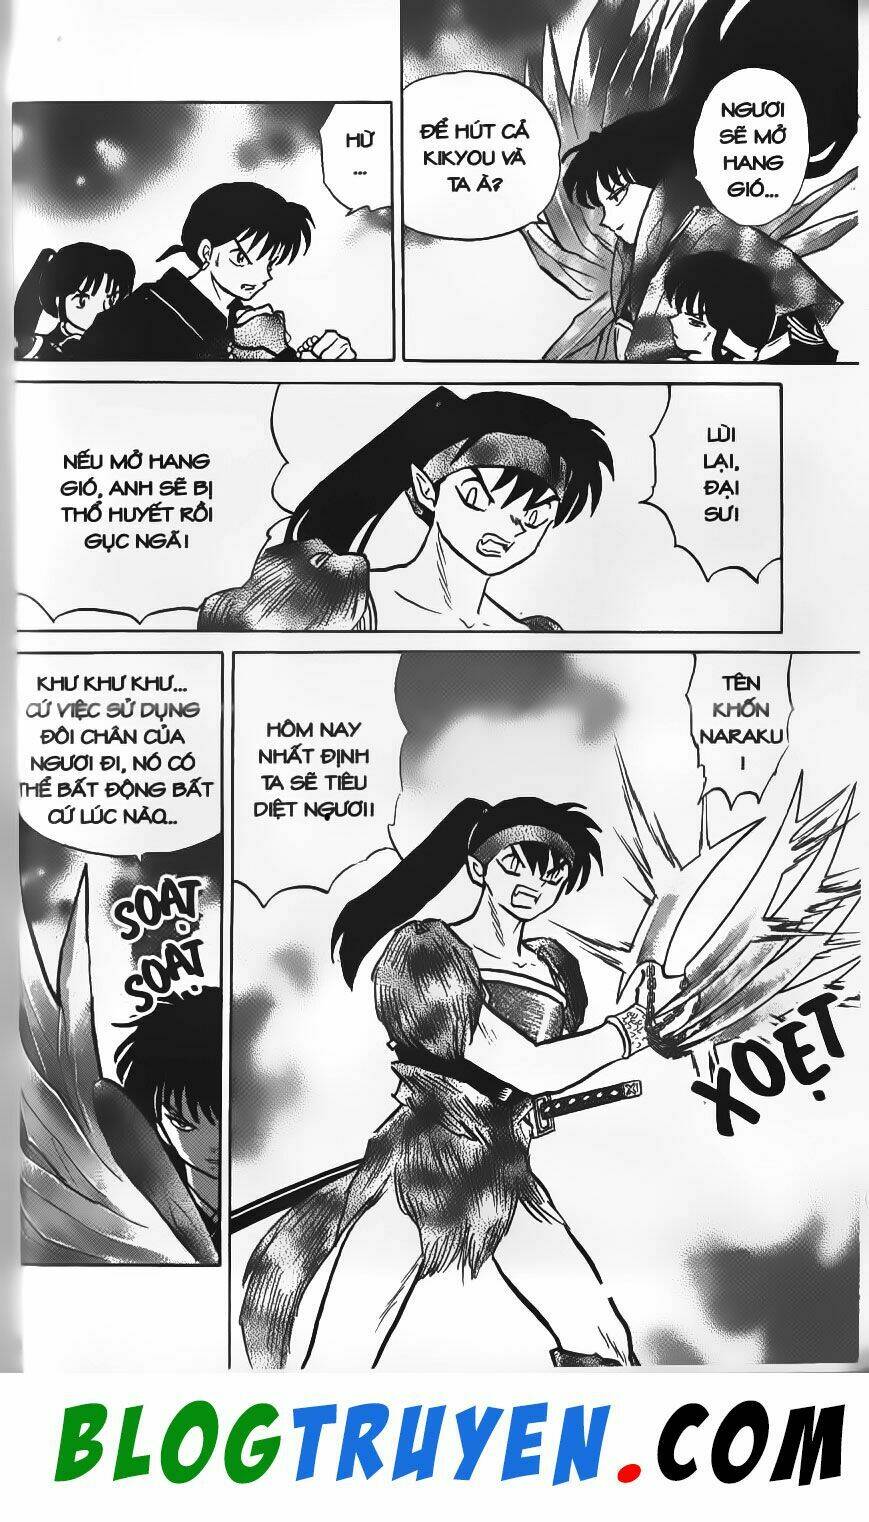 NGƯƠI
SẼ MỞ
HANG
GIÓ...
ĐỂ HÚT CẢ
KIKYOU VÀ
TA À?
HỪ
...
LÙI
LẠI,
ĐẠI
SƯ!
NẾU MỞ HANG
GIÓ, ANH SẼ BỊ
THỔ HUYẾT RỒI
GỤC NGÃ!
TÊN
KHỐN
NARAKU
!
HÔM NAY
NHẤT ĐỊNH
TA SẼ TIÊU
DIỆT NGƯƠI!
XOẸT
KHƯ KHƯ KHƯ...
CỨ VIỆC SỬ DỤNG
ĐÔI CHÂN CỦA
NGƯƠI ĐI, NÓ CÓ
THỂ BẤT ĐỘNG BẤT
CỨ LÚC NÀO...
SOẠT
SOẠT
BLOGTRUYEN.COM